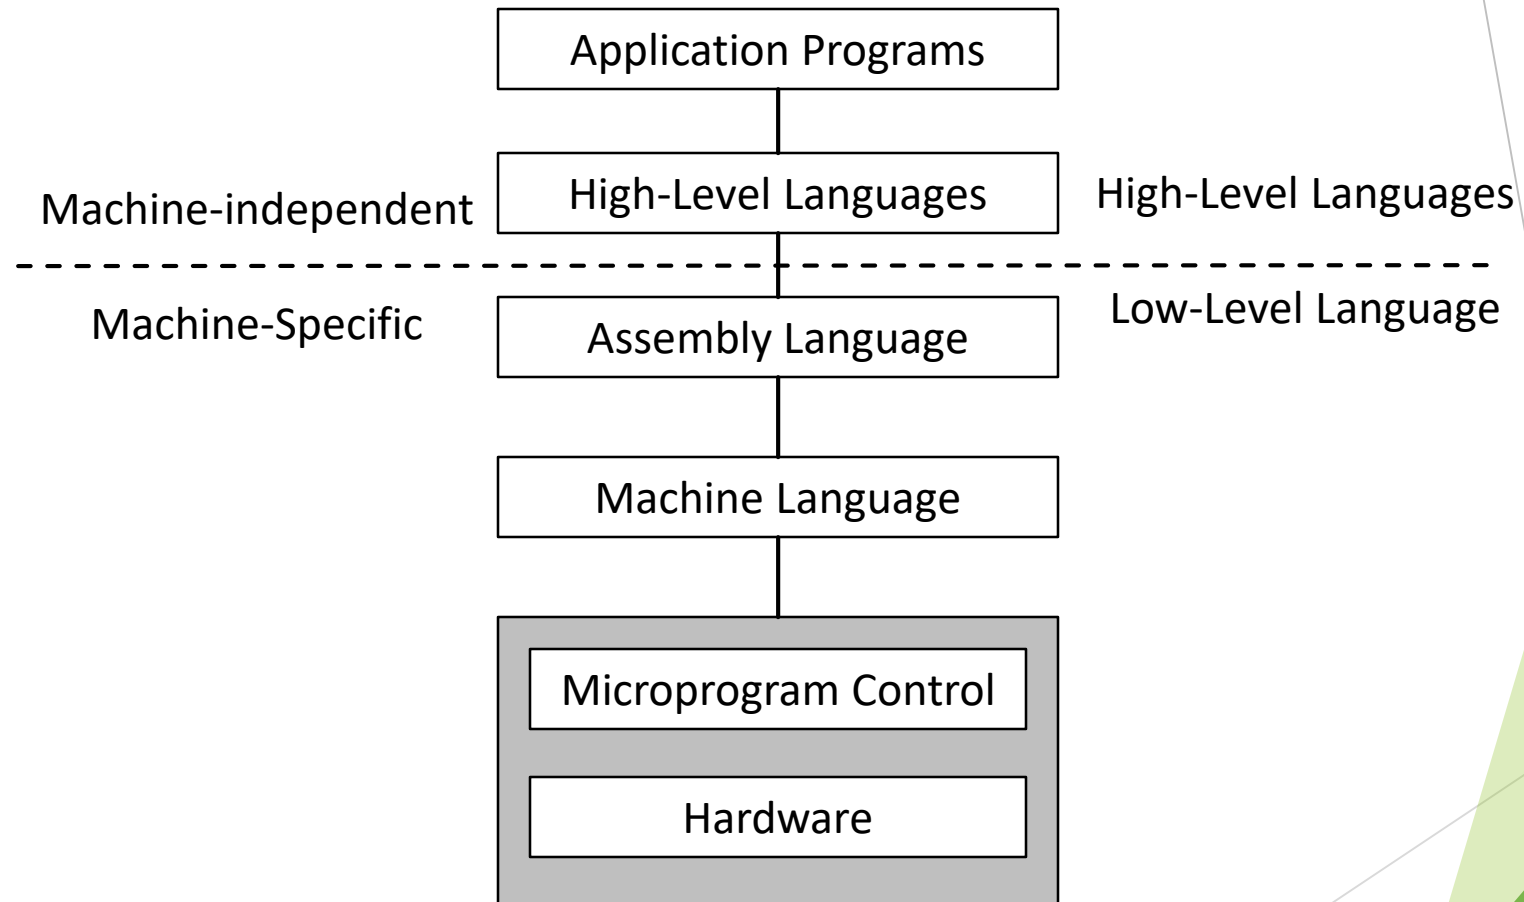 Application Programs
High-Level Languages
High-Level Languages
Machine-independent
Low-Level Language
Machine-Specific
Assembly Language
Machine Language
Microprogram Control
Hardware